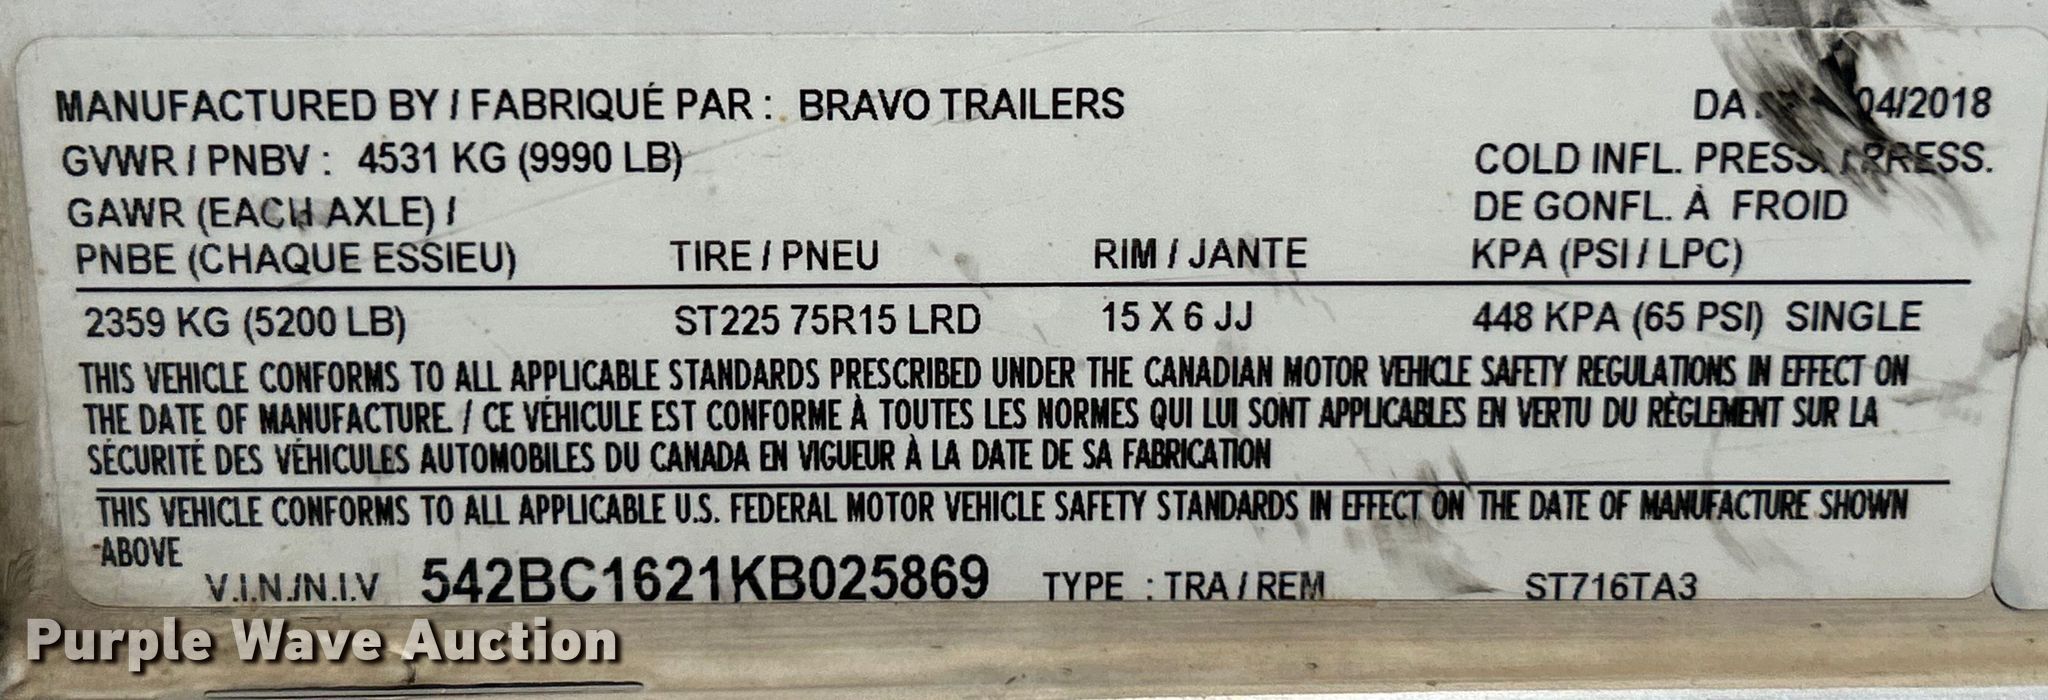 MANUFACTURED BY / FABRIQUÉ PAR : BRAVO TRAILERS 04/2018
GVWR / PNBV : 4531 KG (9990 LB) COLD INFL. PRESS. / PRESS.
GAWR (EACH AXLE) / DE GONFL. À FROID
PNBE (CHAQUE ESSIEU) TIRE / PNEU RIM / JANTE KPA (PSI / LPC)
2359 KG (5200 LB) ST225 75R15 LRD 15 X 6 JJ 448 KPA (65 PSI) SINGLE
THIS VEHICLE CONFORMS TO ALL APPLICABLE STANDARDS PRESCRIBED UNDER THE CANADIAN MOTOR VEHICLE SAFETY REGULATIONS IN EFFECT ON
THE DATE OF MANUFACTURE. / CE VÉHICULE EST CONFORME À TOUTES LES NORMES QUI LUI SONT APPLICABLES EN VERTU DU RÈGLEMENT SUR LA
SÉCURITÉ DES VÉHICULES AUTOMOBILES DU CANADA EN VIGUEUR À LA DATE DE SA FABRICATION
THIS VEHICLE CONFORMS TO ALL APPLICABLE U.S. FEDERAL MOTOR VEHICLE SAFETY STANDARDS IN EFFECT ON THE DATE OF MANUFACTURE SHOWN
ABOVE
V.I.N./N.I.V 542BC1621KB025869 TYPE : TRA / REM ST716TA3
Purple Wave Auction